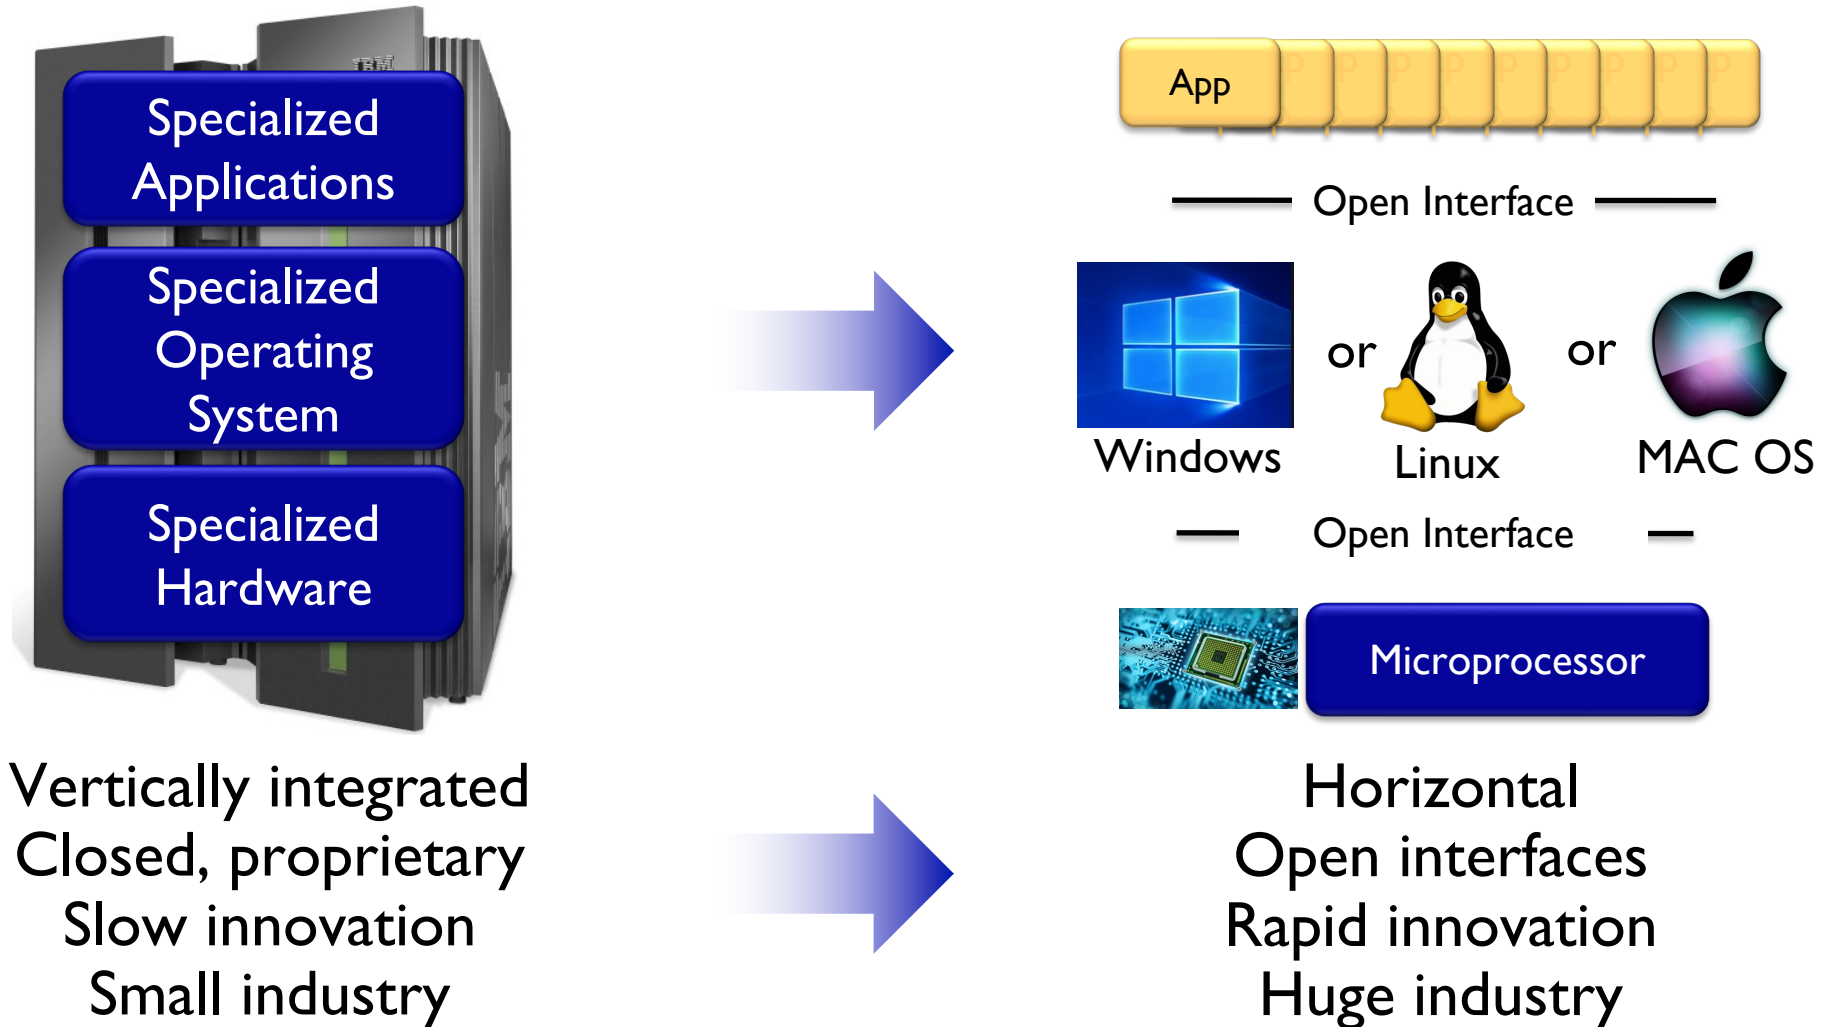 IBM
Specialized
Applications
Specialized
Operating
System
Specialized
Hardware
Vertically integrated
Closed, proprietary
Slow innovation
Small industry
App
Open Interface
or
or
Windows
Linux
MAC OS
Open Interface
Microprocessor
Horizontal
Open interfaces
Rapid innovation
Huge industry